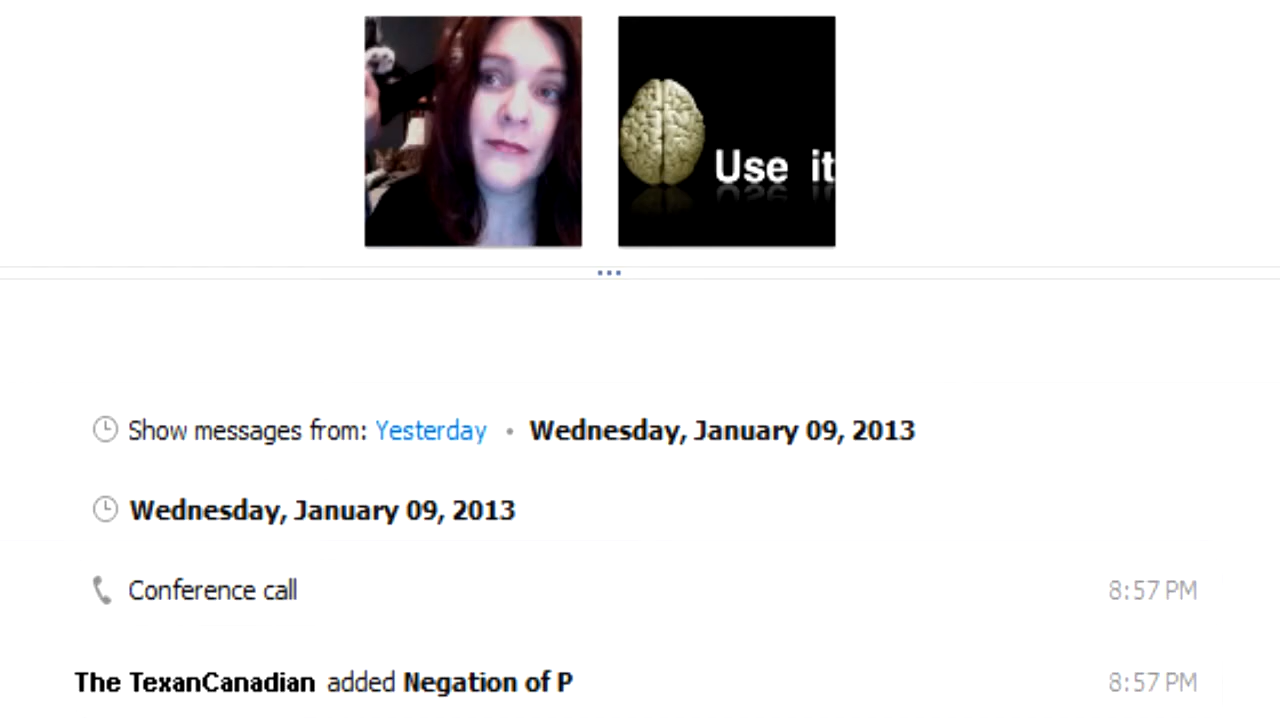 Use it
Show messages from: Yesterday • Wednesday, January 09, 2013
Wednesday, January 09, 2013
Conference call 8:57 PM
The TexanCanadian added Negation of P 8:57 PM